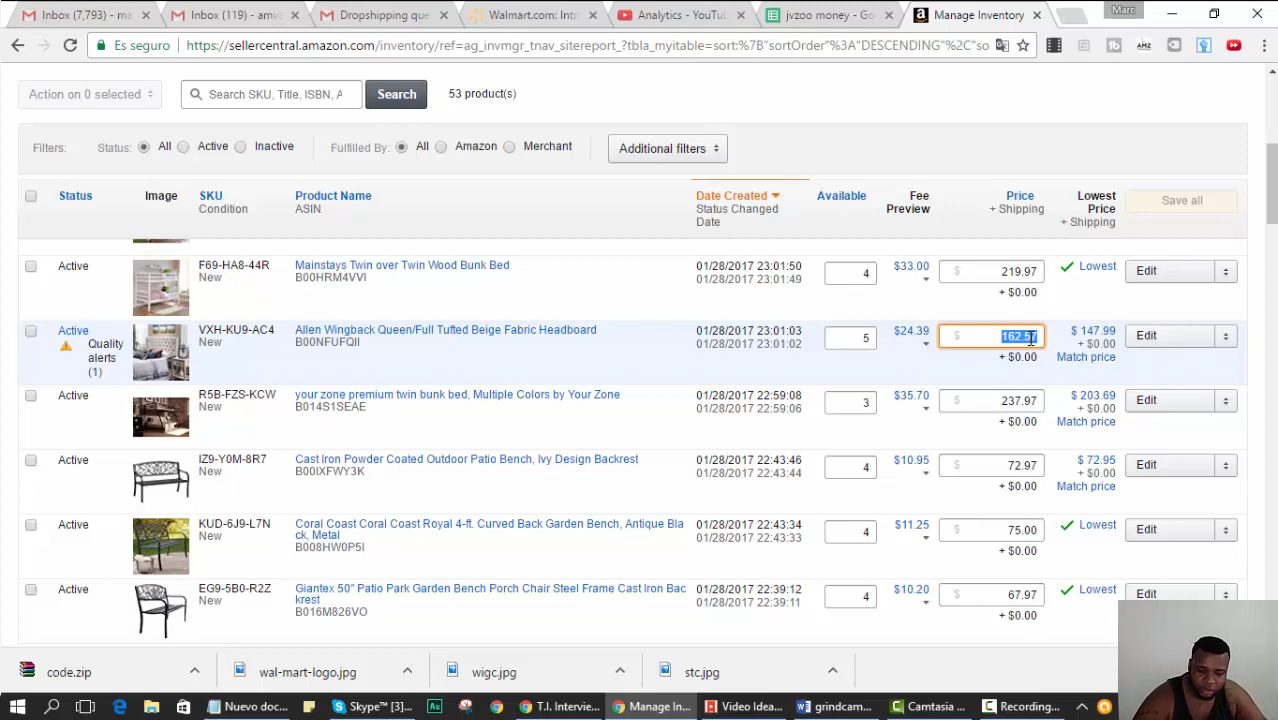 Inbox (7,793) - ma
Inbox (119) - amw
Dropshipping que
Walmart.com: Int
Analytics - YouTu
jvzoo money - Go
Manage Inventory
Marc
Es seguro
https://sellercentral.amazon.com/inventory/ref=ag_invmgr_tnav_sitereport_?tbla_myitable=sort:%7B"sortOrder"%3A"DESCENDING"%2C"so
Action on 0 selected
Search SKU, Title, ISBN, A
Search
53 product(s)
Filters:
Status:
All
Active
Inactive
Fulfilled By:
All
Amazon
Merchant
Additional filters
Status
Image
SKU
Condition
Product Name
ASIN
Date Created
Status Changed
Date
Available
Fee
Preview
Price
+ Shipping
Lowest
Price
+ Shipping
Save all
Active
F69-HA8-44R
New
Mainstays Twin over Twin Wood Bunk Bed
B00HRM4VVI
01/28/2017 23:01:50
01/28/2017 23:01:49
4
$33.00
$ 219.97
+ $0.00
Lowest
Edit
Active
Quality
alerts
(1)
VXH-KU9-AC4
New
Allen Wingback Queen/Full Tufted Beige Fabric Headboard
B00NFUFQII
01/28/2017 23:01:03
01/28/2017 23:01:02
5
$24.39
$ 162.57
+ $0.00
$ 147.99
+ $0.00
Match price
Edit
Active
R5B-FZS-KCW
New
your zone premium twin bunk bed, Multiple Colors by Your Zone
B014S1SEAE
01/28/2017 22:59:08
01/28/2017 22:59:06
3
$35.70
$ 237.97
+ $0.00
$ 203.69
+ $0.00
Match price
Edit
Active
IZ9-Y0M-8R7
New
Cast Iron Powder Coated Outdoor Patio Bench, Ivy Design Backrest
B00IXFWY3K
01/28/2017 22:43:46
01/28/2017 22:43:44
4
$10.95
$ 72.97
+ $0.00
$ 72.95
+ $0.00
Match price
Edit
Active
KUD-6J9-L7N
New
Coral Coast Coral Coast Royal 4-ft. Curved Back Garden Bench, Antique Bla
ck, Metal
B008HW0P5I
01/28/2017 22:43:34
01/28/2017 22:43:33
4
$11.25
$ 75.00
+ $0.00
Lowest
Edit
Active
EG9-5B0-R2Z
New
Giantex 50" Patio Park Garden Bench Porch Chair Steel Frame Cast Iron Bac
krest
B016M826VO
01/28/2017 22:39:12
01/28/2017 22:39:11
4
$10.20
$ 67.97
+ $0.00
Lowest
Edit
code.zip
wal-mart-logo.jpg
wigc.jpg
stc.jpg
Nuevo doc...
Skype™ [3]...
T.I. Intervie...
Manage In...
Video Idea...
grindcam...
Camtasia ...
Recording...